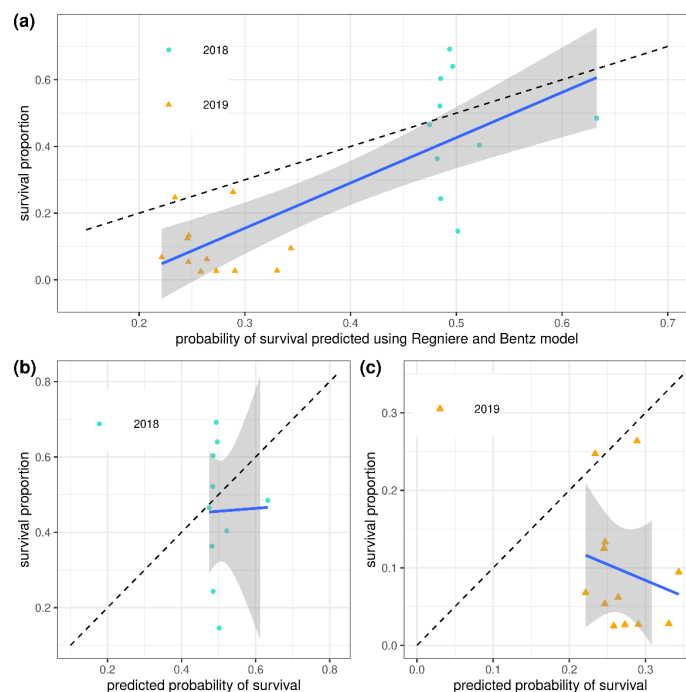 (a)
2018
2019
0.6
0.4
0.2
0.0
survival proportion
0.2 0.3 0.4 0.5 0.6 0.7
probability of survival predicted using Regniere and Bentz model
(b)
2018
0.8
0.6
0.4
0.2
survival proportion
0.2 0.4 0.6 0.8
predicted probability of survival
(c)
2019
0.3
0.2
0.1
0.0
survival proportion
0.0 0.1 0.2 0.3
predicted probability of survival